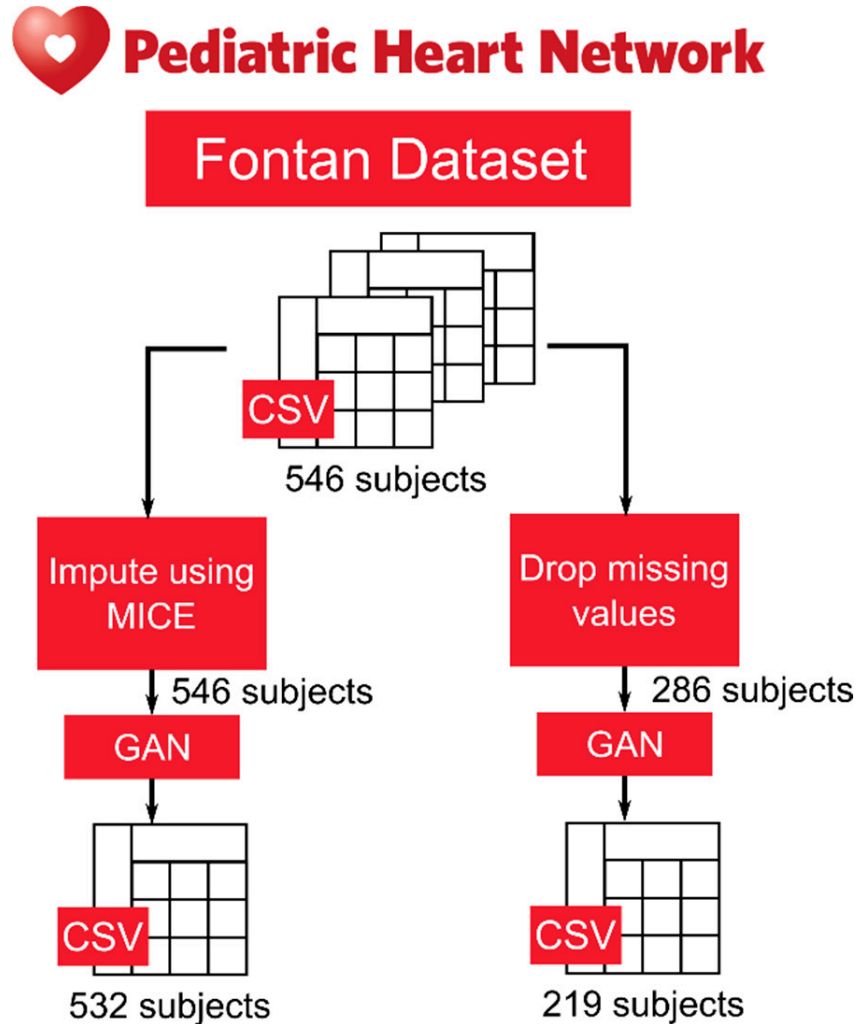 Pediatric Heart Network
Fontan Dataset
CSV
546 subjects
Impute using
MICE
546 subjects
GAN
CSV
532 subjects
Drop missing
values
286 subjects
GAN
CSV
219 subjects